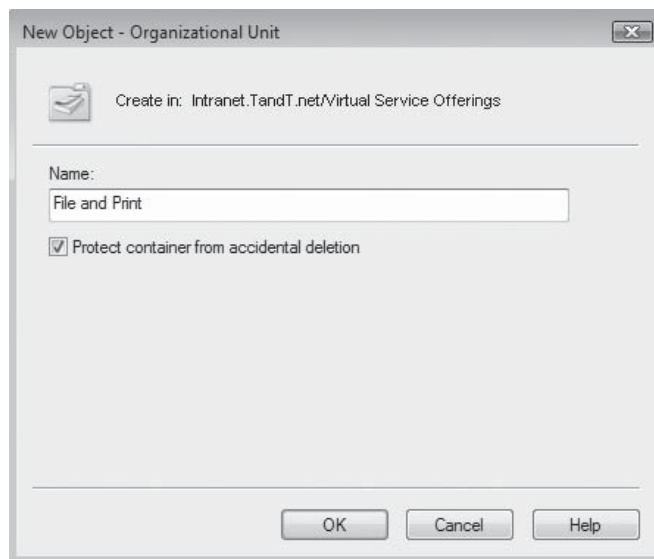 New Object - Organizational Unit
Create in: Intranet.TandT.net/Virtual Service Offerings
Name:
File and Print
Protect container from accidental deletion
OK
Cancel
Help